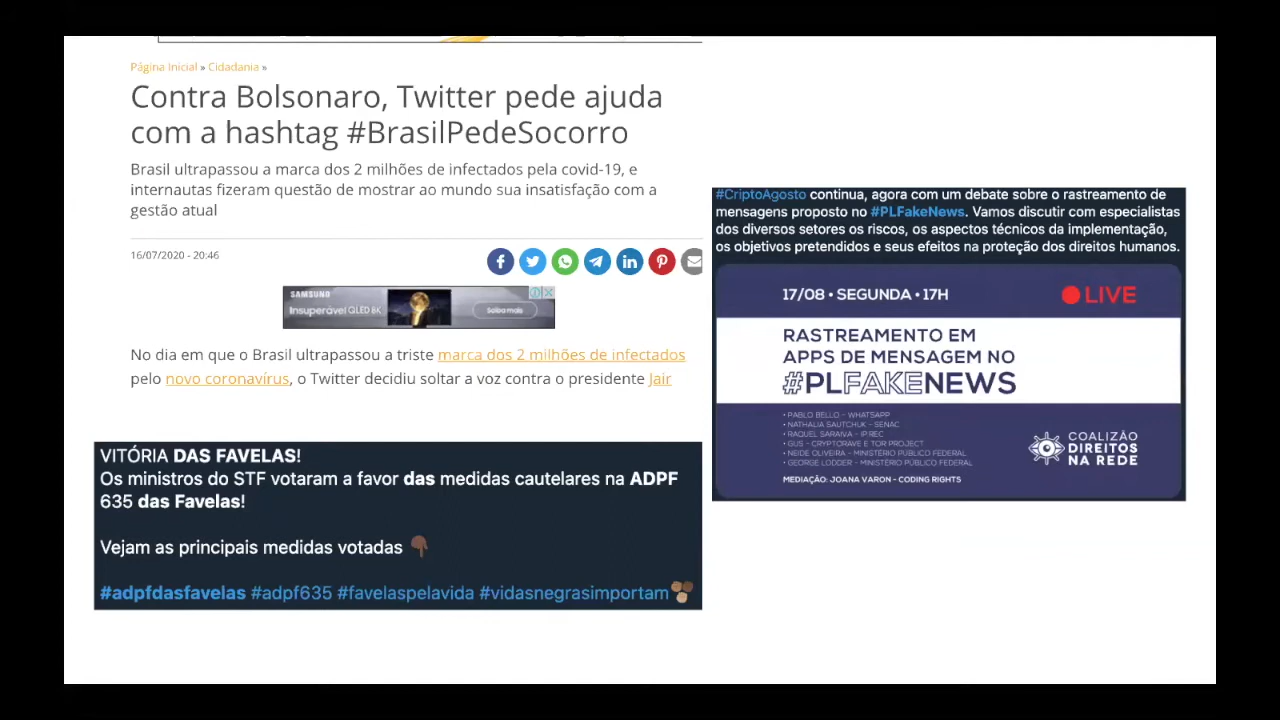 Página Inicial » Cidadania »
Contra Bolsonaro, Twitter pede ajuda
com a hashtag #BrasilPedeSocorro
Brasil ultrapassou a marca dos 2 milhões de infectados pela covid-19, e
internautas fizeram questão de mostrar ao mundo sua insatisfação com a
gestão atual
16/07/2020 - 20:46
SAMSUNG
Insuperável QLED 8K
Saiba mais
No dia em que o Brasil ultrapassou a triste marca dos 2 milhões de infectados
pelo novo coronavírus, o Twitter decidiu soltar a voz contra o presidente Jair
VITÓRIA DAS FAVELAS!
Os ministros do STF votaram a favor das medidas cautelares na ADPF
635 das Favelas!
Vejam as principais medidas votadas
#adpfdasfavelas #adpf635 #favelaspelavida #vidasnegrasimportam
#CriptoAgosto continua, agora com um debate sobre o rastreamento de
mensagens proposto no #PLFakeNews. Vamos discutir com especialistas
dos diversos setores os riscos, os aspectos técnicos da implementação,
os objetivos pretendidos e seus efeitos na proteção dos direitos humanos.
17/08 • SEGUNDA • 17H
LIVE
RASTREAMENTO EM
APPS DE MENSAGEM NO
#PLFAKENEWS
• PABLO BELLO - WHATSAPP
• NATHALIA SAUTCHUK - SENAC
• RAQUEL SARAIVA - IP.REC
• GUS - CRYPTORAVE E TOR PROJECT
• NEIDE OLIVEIRA - MINISTÉRIO PÚBLICO FEDERAL
• GEORGE LODDER - MINISTÉRIO PÚBLICO FEDERAL
MEDIAÇÃO: JOANA VARON - CODING RIGHTS
COALIZÃO
DIREITOS
NA REDE